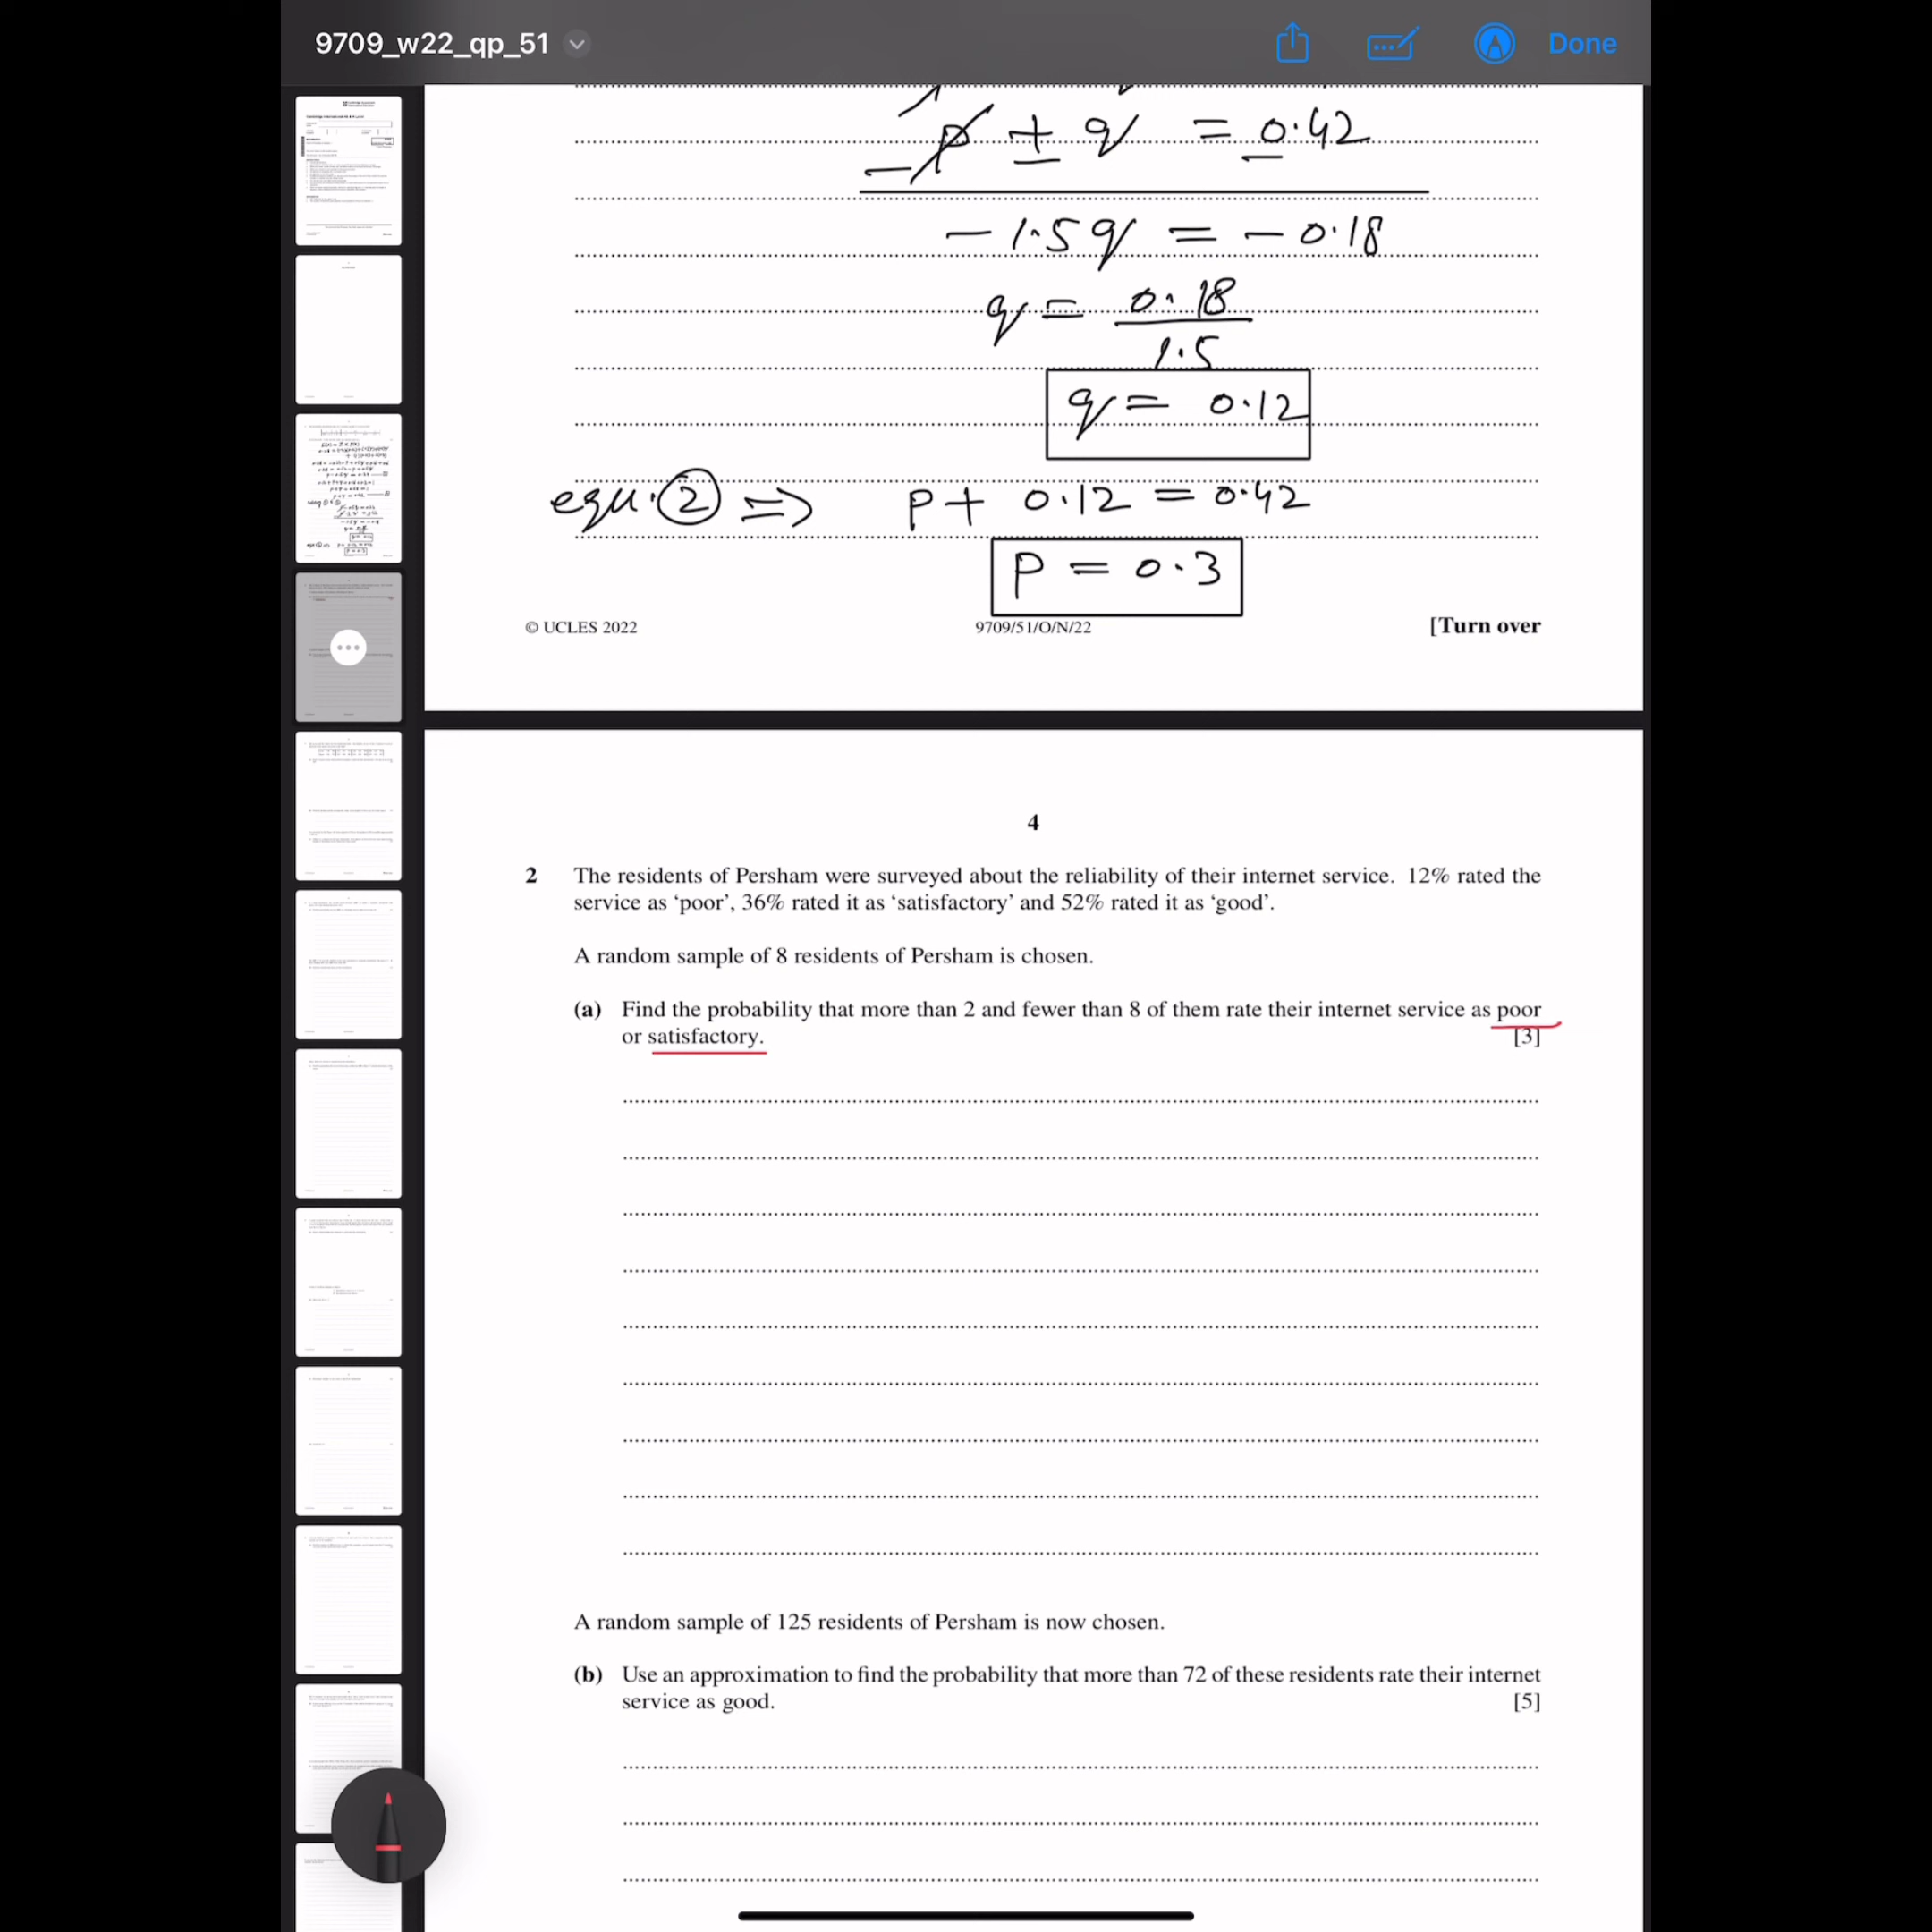 9709_w22_qp_51
Done
p + q = 0.42
- 1.5q = - 0.18
q = 0.18
1.5
q = 0.12
equ. 2 => p + 0.12 = 0.42
p = 0.3
© UCLES 2022
9709/51/O/N/22
[Turn over
4
2 The residents of Persham were surveyed about the reliability of their internet service. 12% rated the
service as ‘poor’, 36% rated it as ‘satisfactory’ and 52% rated it as ‘good’.
A random sample of 8 residents of Persham is chosen.
(a) Find the probability that more than 2 and fewer than 8 of them rate their internet service as poor
or satisfactory. [3]
A random sample of 125 residents of Persham is now chosen.
(b) Use an approximation to find the probability that more than 72 of these residents rate their internet
service as good. [5]